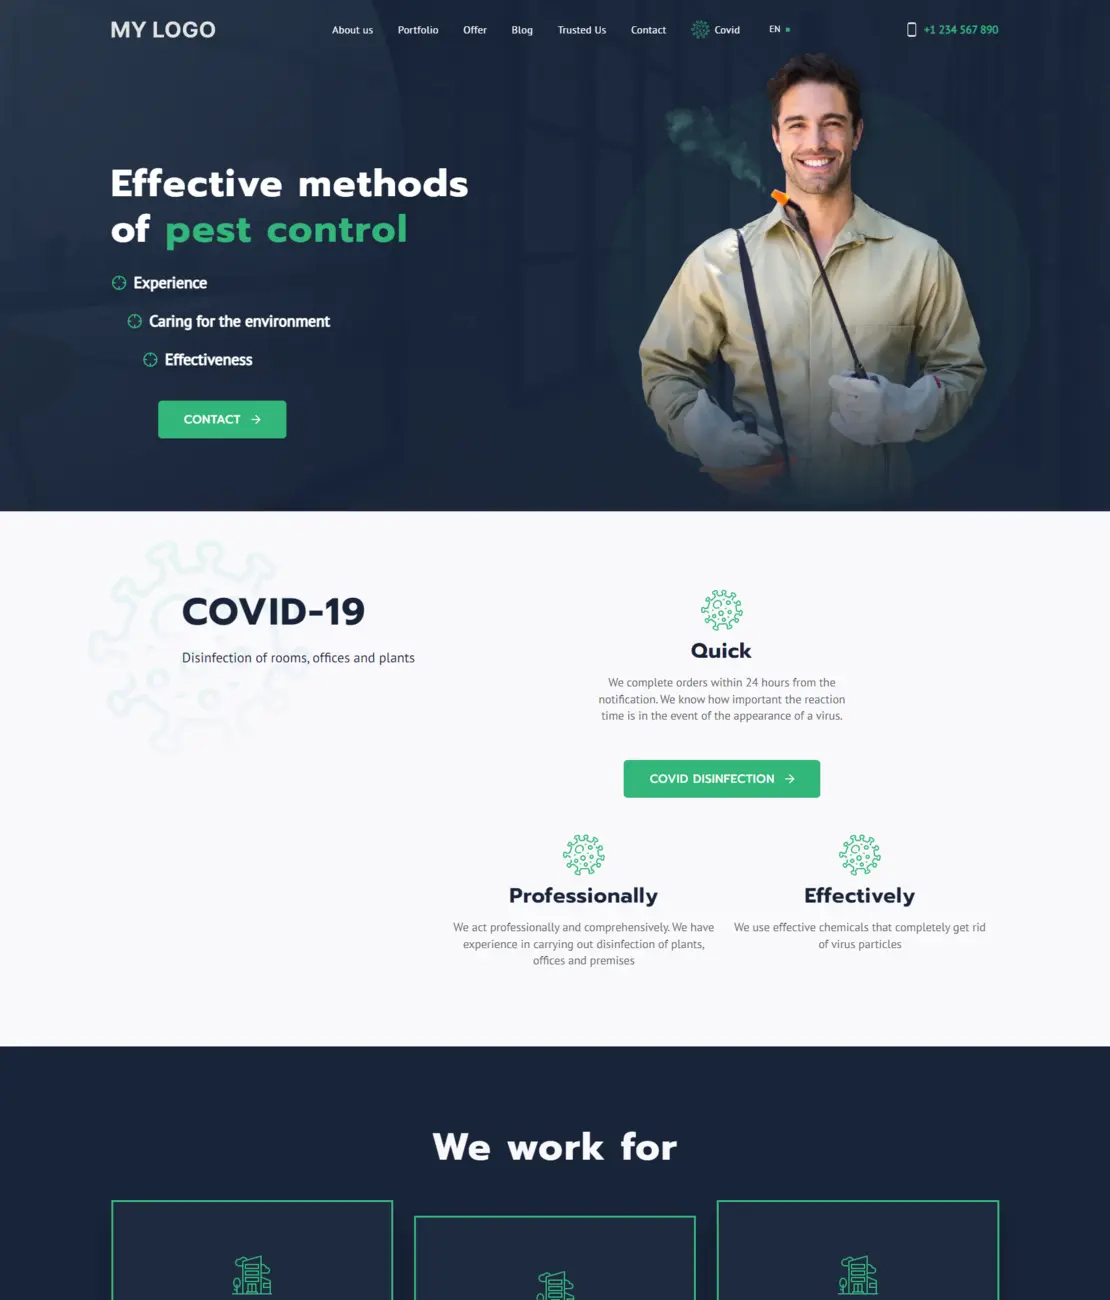 MY LOGO
About us
Portfolio
Offer
Blog
Trusted Us
Contact
Covid
EN
+1 234 567 890
Effective methods
of pest control
Experience
Caring for the environment
Effectiveness
CONTACT
COVID-19
Disinfection of rooms, offices and plants
Quick
We complete orders within 24 hours from the
notification. We know how important the reaction
time is in the event of the appearance of a virus.
COVID DISINFECTION
Professionally
We act professionally and comprehensively. We have
experience in carrying out disinfection of plants,
offices and premises
Effectively
We use effective chemicals that completely get rid
of virus particles
We work for